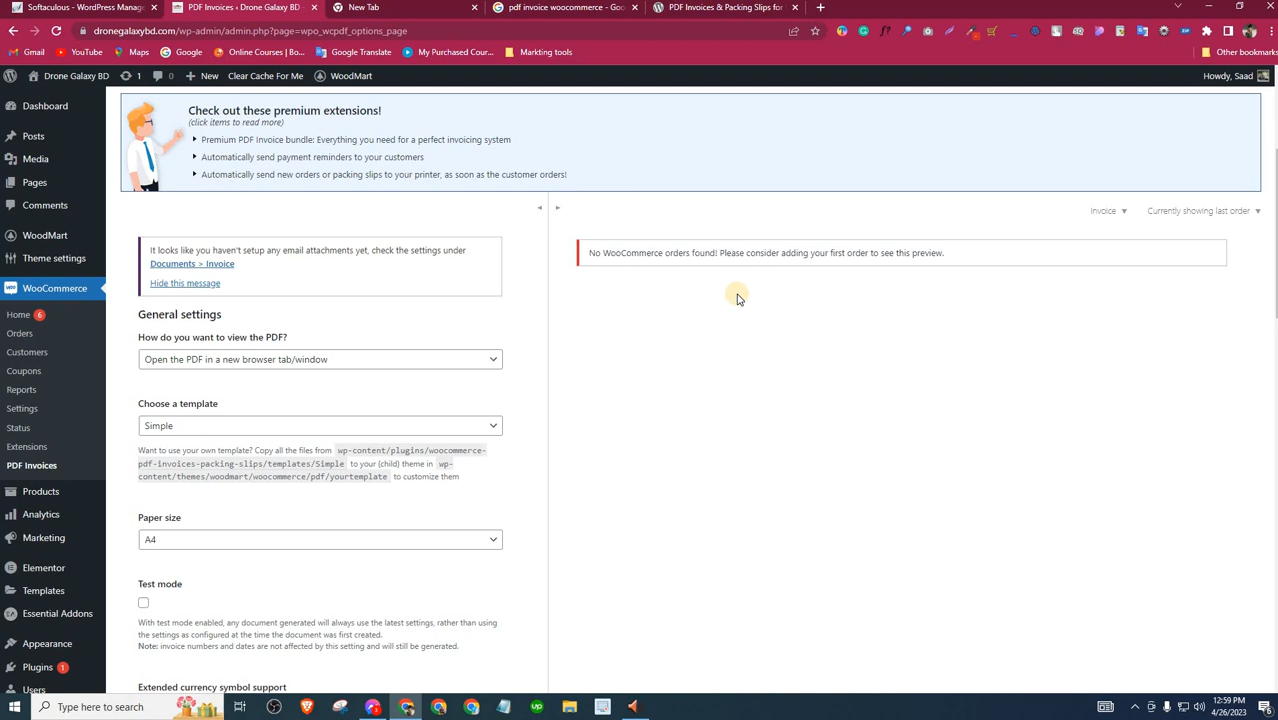 Softaculous - WordPress Manag
PDF Invoices ‹ Drone Galaxy BD -
New Tab
pdf invoice woocommerce - Goo
PDF Invoices & Packing Slips for
dronegalaxybd.com/wp-admin/admin.php?page=wpo_wcpdf_options_page
Gmail
YouTube
Maps
Google
Online Courses | Bo...
Google Translate
My Purchased Cour...
Markting tools
Other bookmarks
Drone Galaxy BD
1
0
New
Clear Cache For Me
WoodMart
Howdy, Saad
Dashboard
Posts
Media
Pages
Comments
WoodMart
Theme settings
WooCommerce
Home 6
Orders
Customers
Coupons
Reports
Settings
Status
Extensions
PDF Invoices
Products
Analytics
Marketing
Elementor
Templates
Essential Addons
Appearance
Plugins 1
Users
Check out these premium extensions!
(click items to read more)
Premium PDF Invoice bundle: Everything you need for a perfect invoicing system
Automatically send payment reminders to your customers
Automatically send new orders or packing slips to your printer, as soon as the customer orders!
Invoice
Currently showing last order
It looks like you haven't setup any email attachments yet, check the settings under
Documents > Invoice
Hide this message
No WooCommerce orders found! Please consider adding your first order to see this preview.
General settings
How do you want to view the PDF?
Open the PDF in a new browser tab/window
Choose a template
Simple
Want to use your own template? Copy all the files from wp-content/plugins/woocommerce-
pdf-invoices-packing-slips/templates/Simple to your (child) theme in wp-
content/themes/woodmart/woocommerce/pdf/yourtemplate to customize them
Paper size
A4
Test mode
With test mode enabled, any document generated will always use the latest settings, rather than using
the settings as configured at the time the document was first created.
Note: invoice numbers and dates are not affected by this setting and will still be generated.
Extended currency symbol support
Type here to search
12:59 PM
4/26/2023